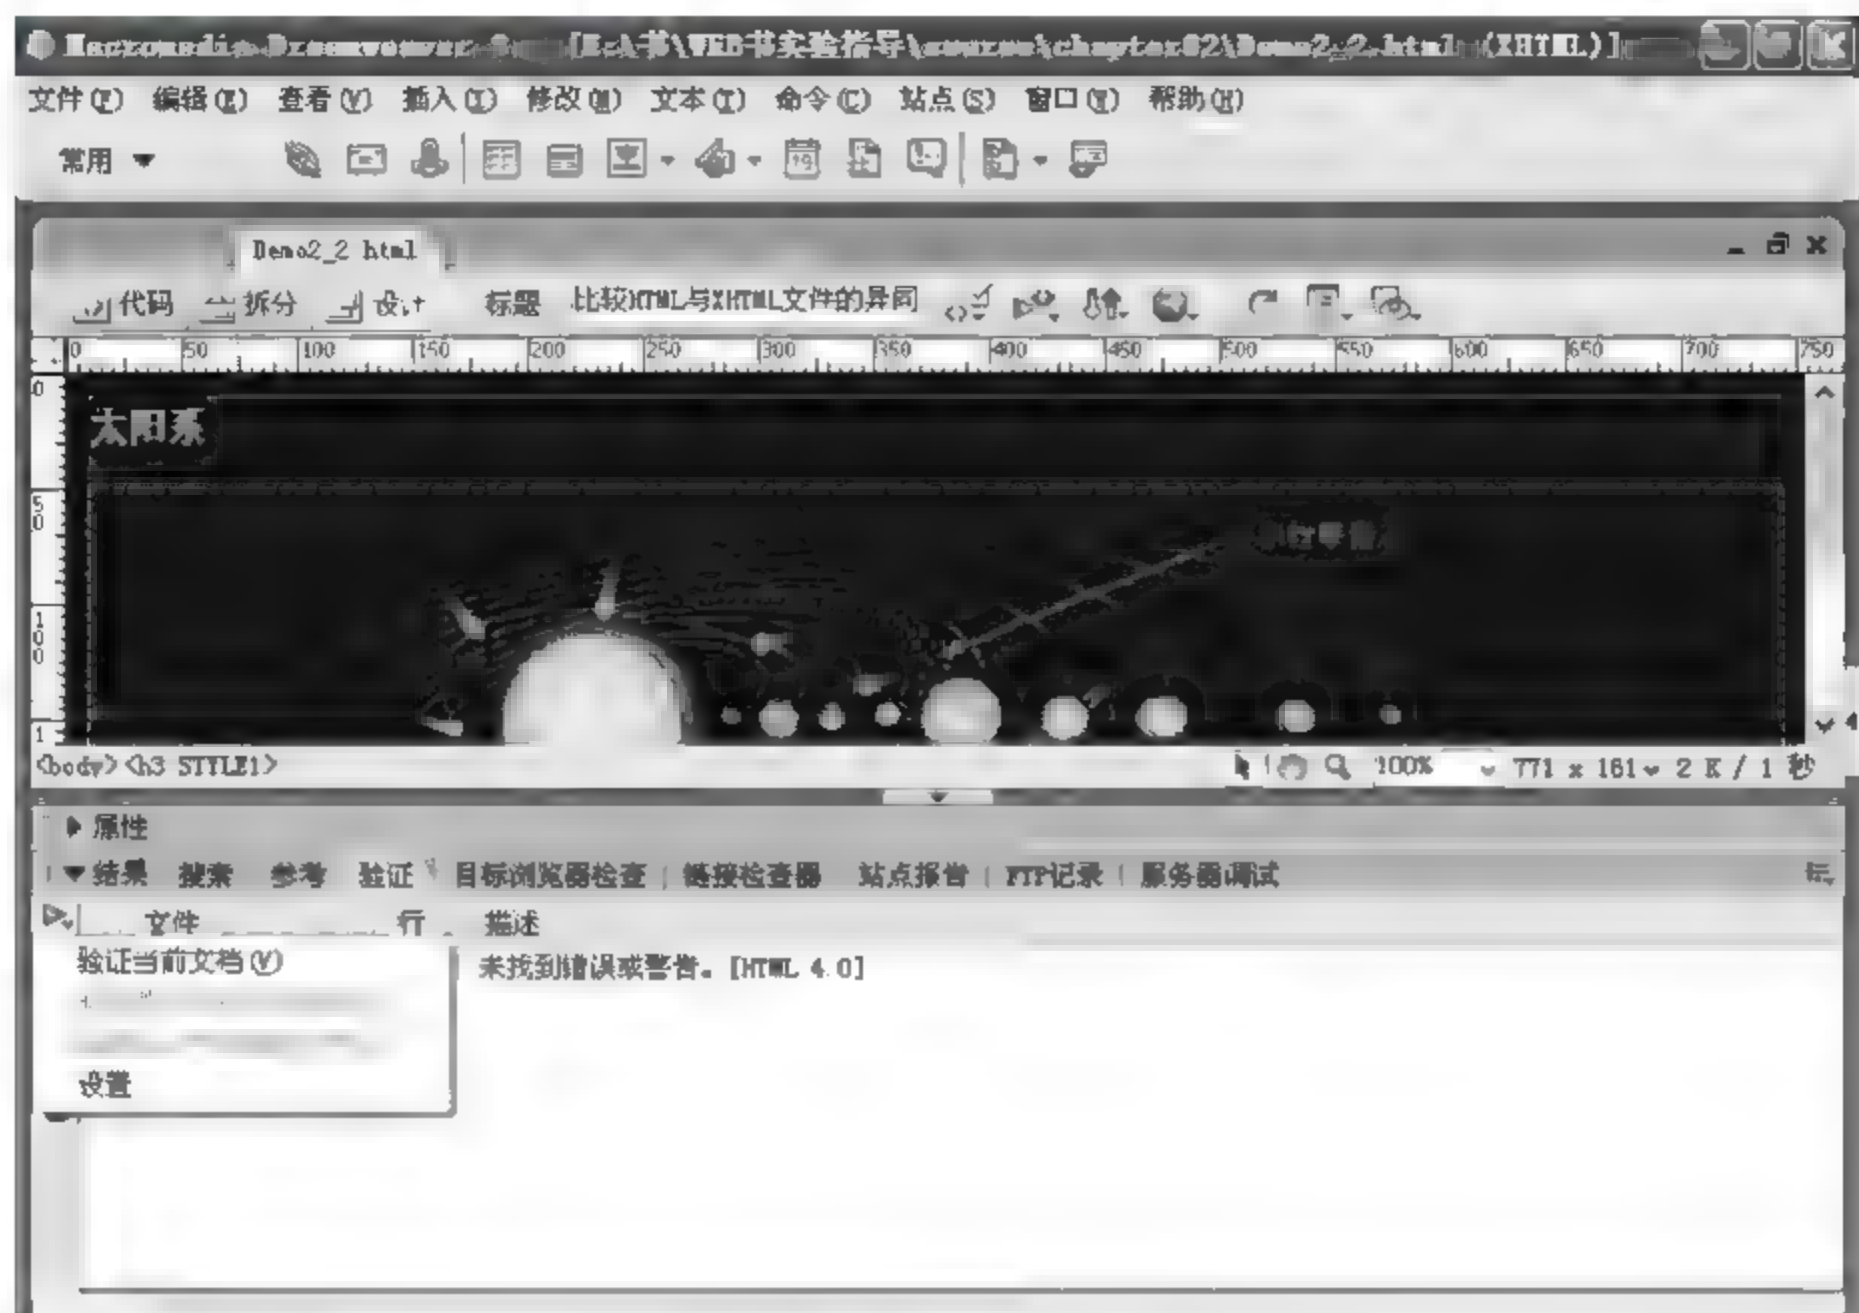 [E:\书\WEB书实验指导\source\chapter02\Demo2_2.html (XHTML)]
文件(F) 编辑(E) 查看(V) 插入(I) 修改(M) 文本(T) 命令(C) 站点(S) 窗口(W) 帮助(H)
常用
Demo2_2 html
代码 拆分 设计 标题 比较HTML与XHTML文件的异同
0 50 100 150 200 250 300 350 400 450 500 550 600 650 700 750
太阳系
<body> <h3 STYLE1> 100% 771 x 161 2 K / 1 秒
属性
结果 搜索 参考 验证 目标浏览器检查 链接检查器 站点报告 FTP记录 服务器调试
文件 行 描述
验证当前文档(V)
未找到错误或警告。[HTML 4.0]
设置